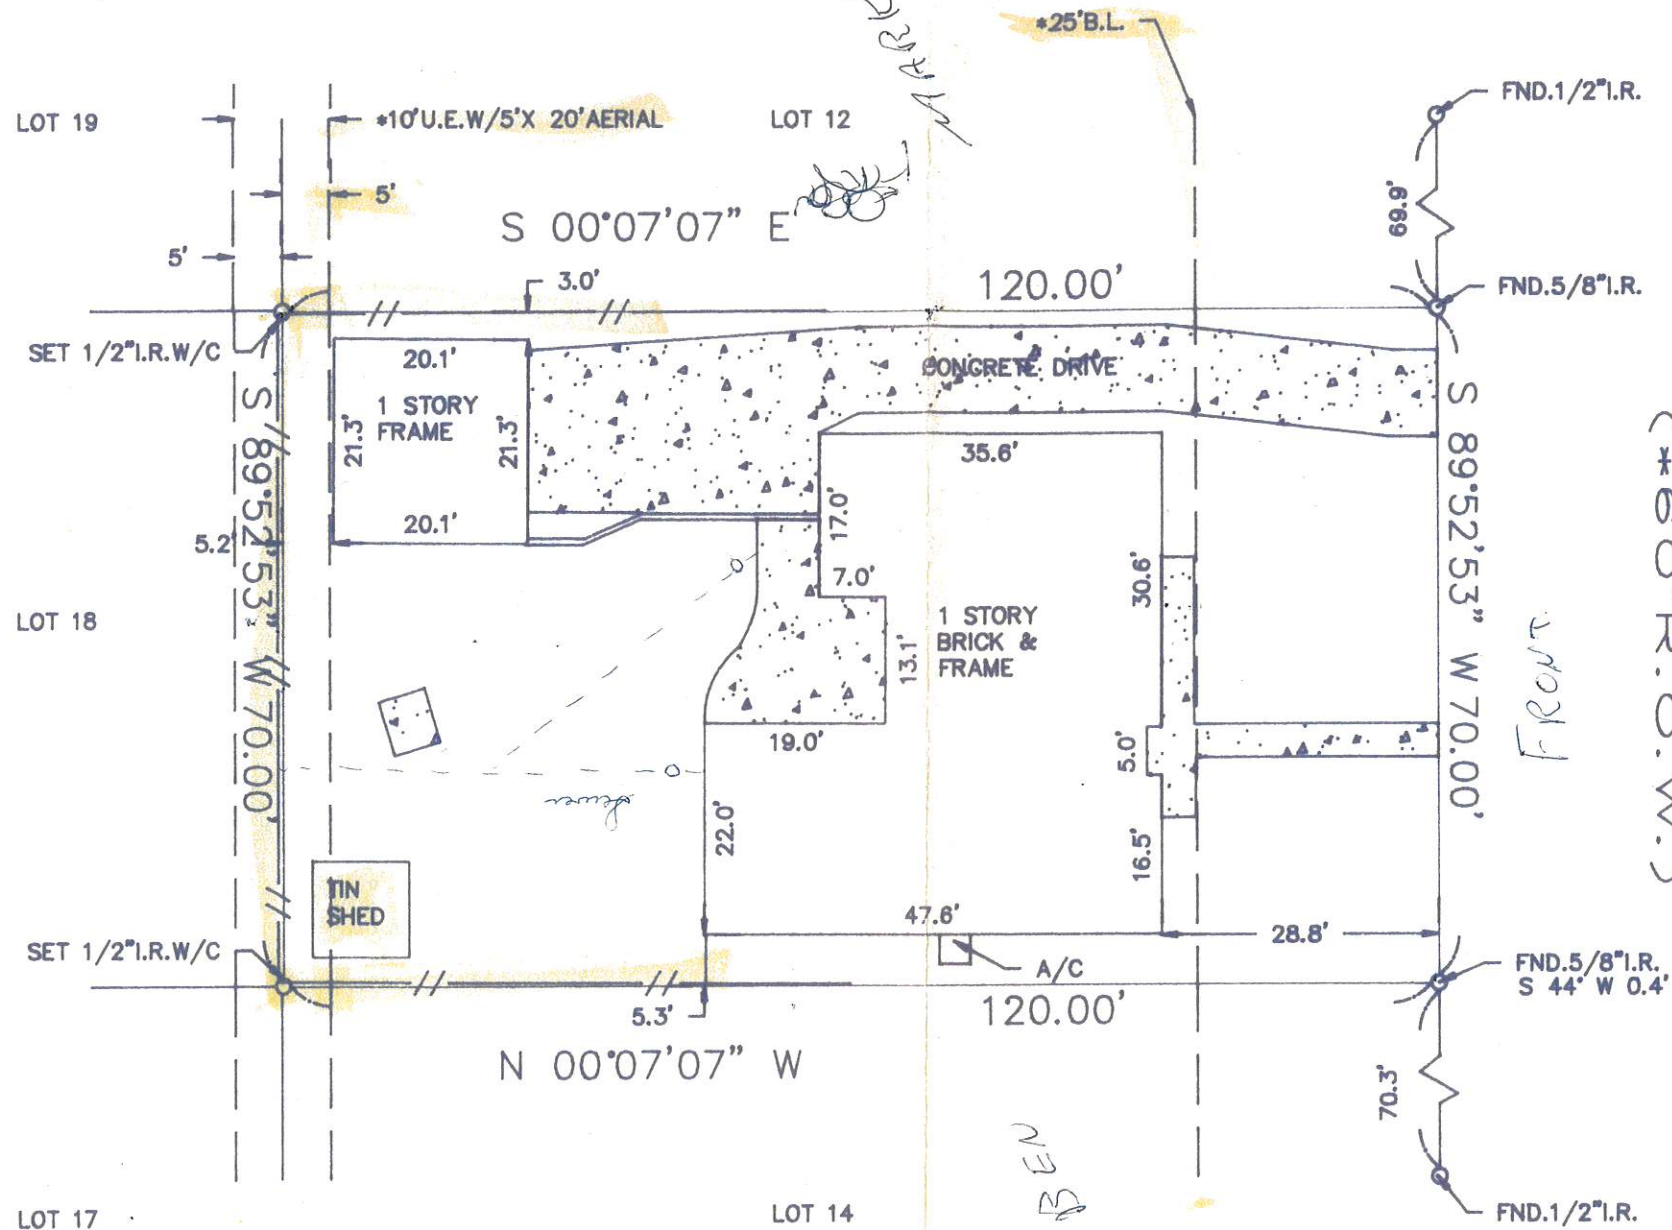 *25'B.L.
MARK
LOT 19
*10'U.E.W/5'X 20'AERIAL
LOT 12
FND.1/2"I.R.
5'
69.9'
S 00°07'07" E
5'
3.0'
120.00'
FND.5/8"I.R.
SET 1/2"I.R.W/C
20.1'
CONCRETE DRIVE
1 STORY
FRAME
21.3'
21.3'
35.6'
S 89°52'53" W 70.00'
S 89°52'53" W 70.00'
17.0'
20.1'
5.2'
7.0'
30.6'
LOT 18
1 STORY
BRICK &
FRAME
13.1'
FRONT
(*60' R.O.W.)
19.0'
5.0'
sewer
22.0'
16.5'
TIN
SHED
47.6'
28.8'
SET 1/2"I.R.W/C
A/C
FND.5/8"I.R.
S 44° W 0.4'
5.3'
120.00'
N 00°07'07" W
70.3'
BEN
LOT 17
LOT 14
FND.1/2"I.R.